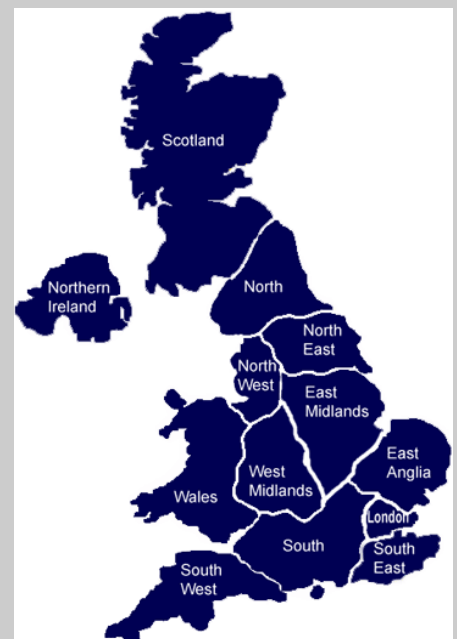 Scotland
Northern
Ireland
North
North
East
North
West
East
Midlands
East
Anglia
West
Midlands
Wales
London
South
South
East
South
West